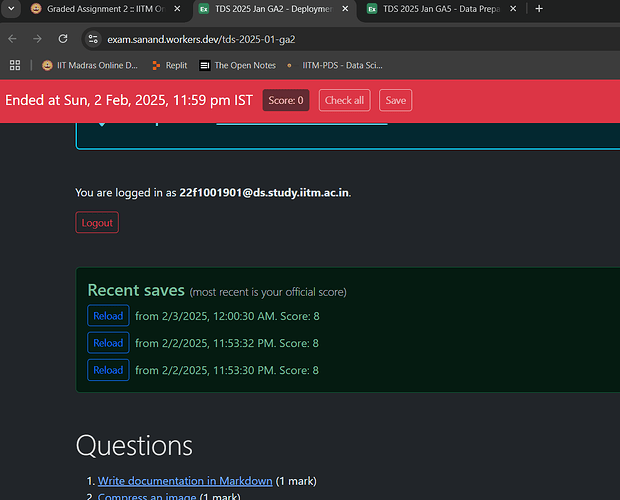 Graded Assignment 2 :: IITM On
TDS 2025 Jan GA2 - Deploymen
TDS 2025 Jan GA5 - Data Prepa
exam.sanand.workers.dev/tds-2025-01-ga2
IIT Madras Online D...
Replit
The Open Notes
IITM-PDS - Data Sci...
Ended at Sun, 2 Feb, 2025, 11:59 pm IST Score: 0 Check all Save
You are logged in as 22f1001901@ds.study.iitm.ac.in.
Logout
Recent saves (most recent is your official score)
Reload from 2/3/2025, 12:00:30 AM. Score: 8
Reload from 2/2/2025, 11:53:32 PM. Score: 8
Reload from 2/2/2025, 11:53:30 PM. Score: 8
Questions
1. Write documentation in Markdown (1 mark)
2. Compress an image (1 mark)